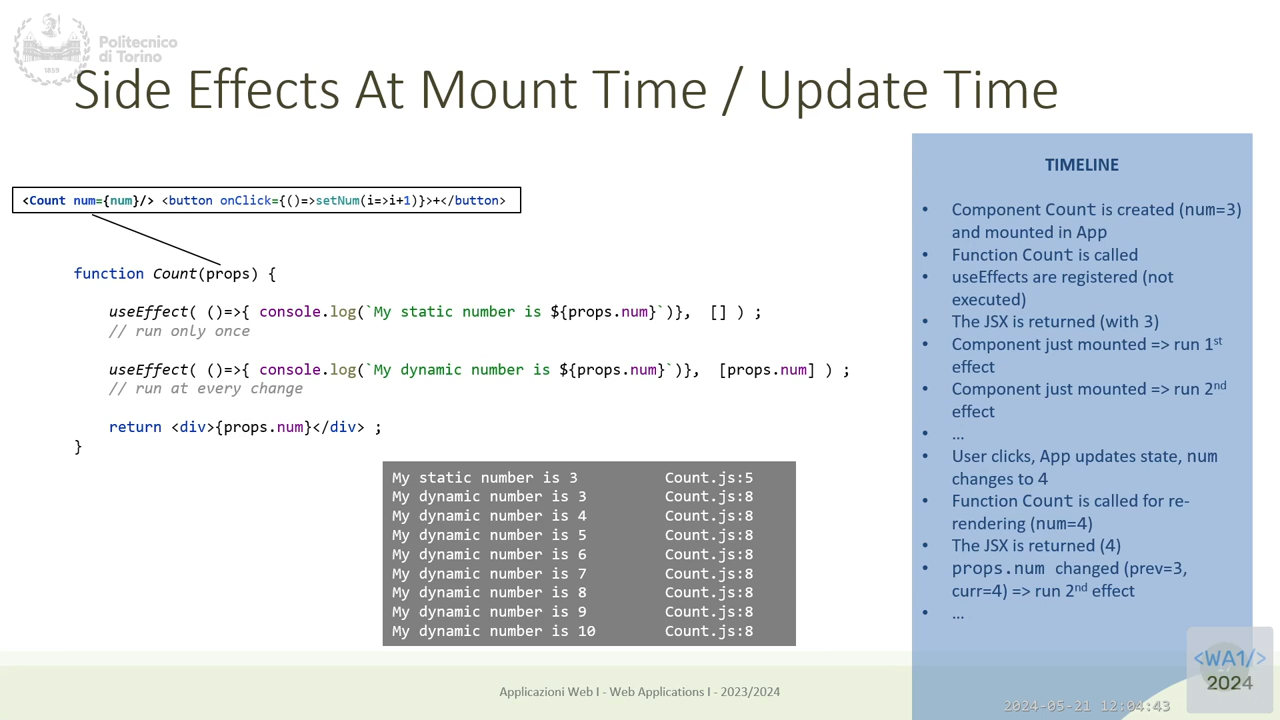 Politecnico
di Torino
1859
Side Effects At Mount Time / Update Time
<Count num={num}/> <button onClick={()=>setNum(i=>i+1)}>+</button>
function Count(props) {
useEffect( ()=>{ console.log(`My static number is ${props.num}`)}, [] ) ;
// run only once
useEffect( ()=>{ console.log(`My dynamic number is ${props.num}`)}, [props.num] ) ;
// run at every change
return <div>{props.num}</div> ;
}
My static number is 3 Count.js:5
My dynamic number is 3 Count.js:8
My dynamic number is 4 Count.js:8
My dynamic number is 5 Count.js:8
My dynamic number is 6 Count.js:8
My dynamic number is 7 Count.js:8
My dynamic number is 8 Count.js:8
My dynamic number is 9 Count.js:8
My dynamic number is 10 Count.js:8
TIMELINE
• Component Count is created (num=3)
and mounted in App
• Function Count is called
• useEffects are registered (not
executed)
• The JSX is returned (with 3)
• Component just mounted => run 1st
effect
• Component just mounted => run 2nd
effect
• …
• User clicks, App updates state, num
changes to 4
• Function Count is called for re-
rendering (num=4)
• The JSX is returned (4)
• props.num changed (prev=3,
curr=4) => run 2nd effect
• …
Applicazioni Web I - Web Applications I - 2023/2024
<WA1/>
2024
2024-05-21 12:04:43